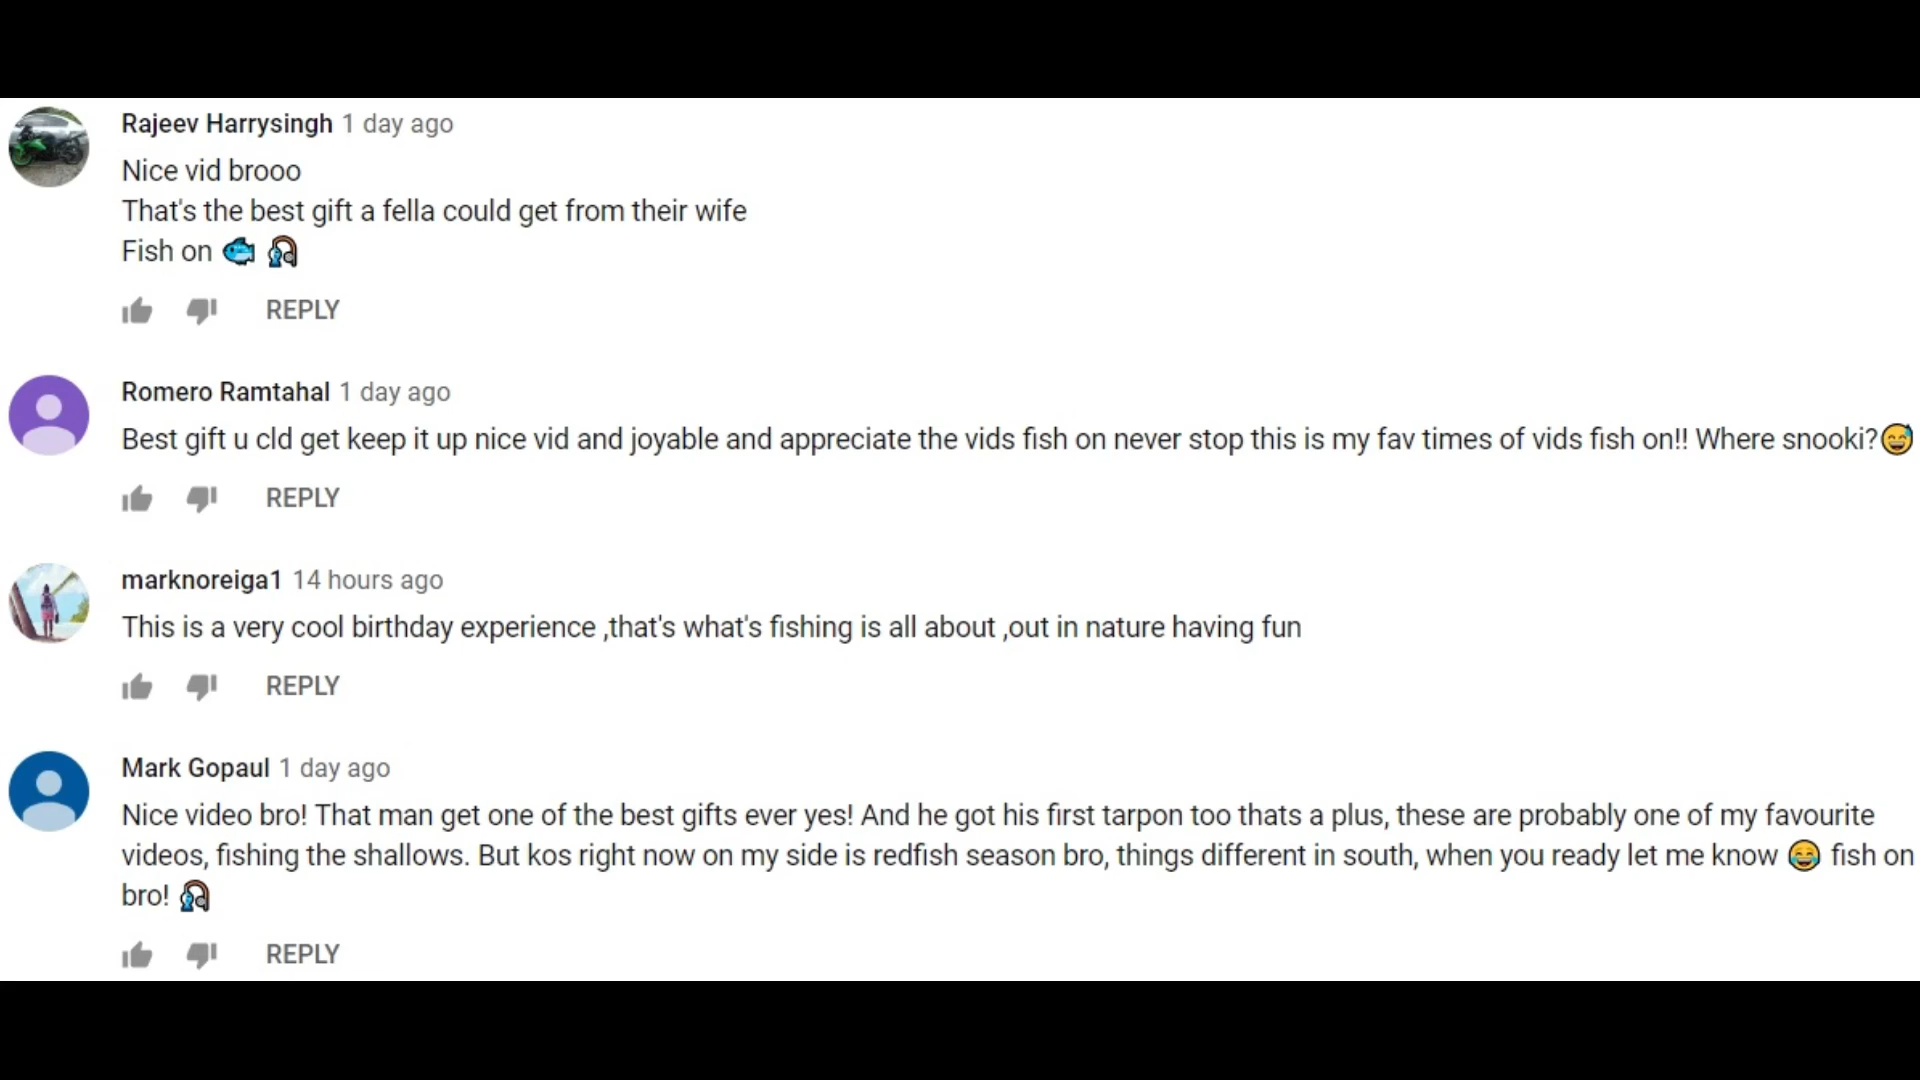 Rajeev Harrysingh 1 day ago
Nice vid brooo
That's the best gift a fella could get from their wife
Fish on 🐟 🎣
REPLY
Romero Ramtahal 1 day ago
Best gift u cld get keep it up nice vid and joyable and appreciate the vids fish on never stop this is my fav times of vids fish on!! Where snooki?😅
REPLY
marknoreiga1 14 hours ago
This is a very cool birthday experience ,that's what's fishing is all about ,out in nature having fun
REPLY
Mark Gopaul 1 day ago
Nice video bro! That man get one of the best gifts ever yes! And he got his first tarpon too thats a plus, these are probably one of my favourite
videos, fishing the shallows. But kos right now on my side is redfish season bro, things different in south, when you ready let me know 😂 fish on
bro! 🎣
REPLY